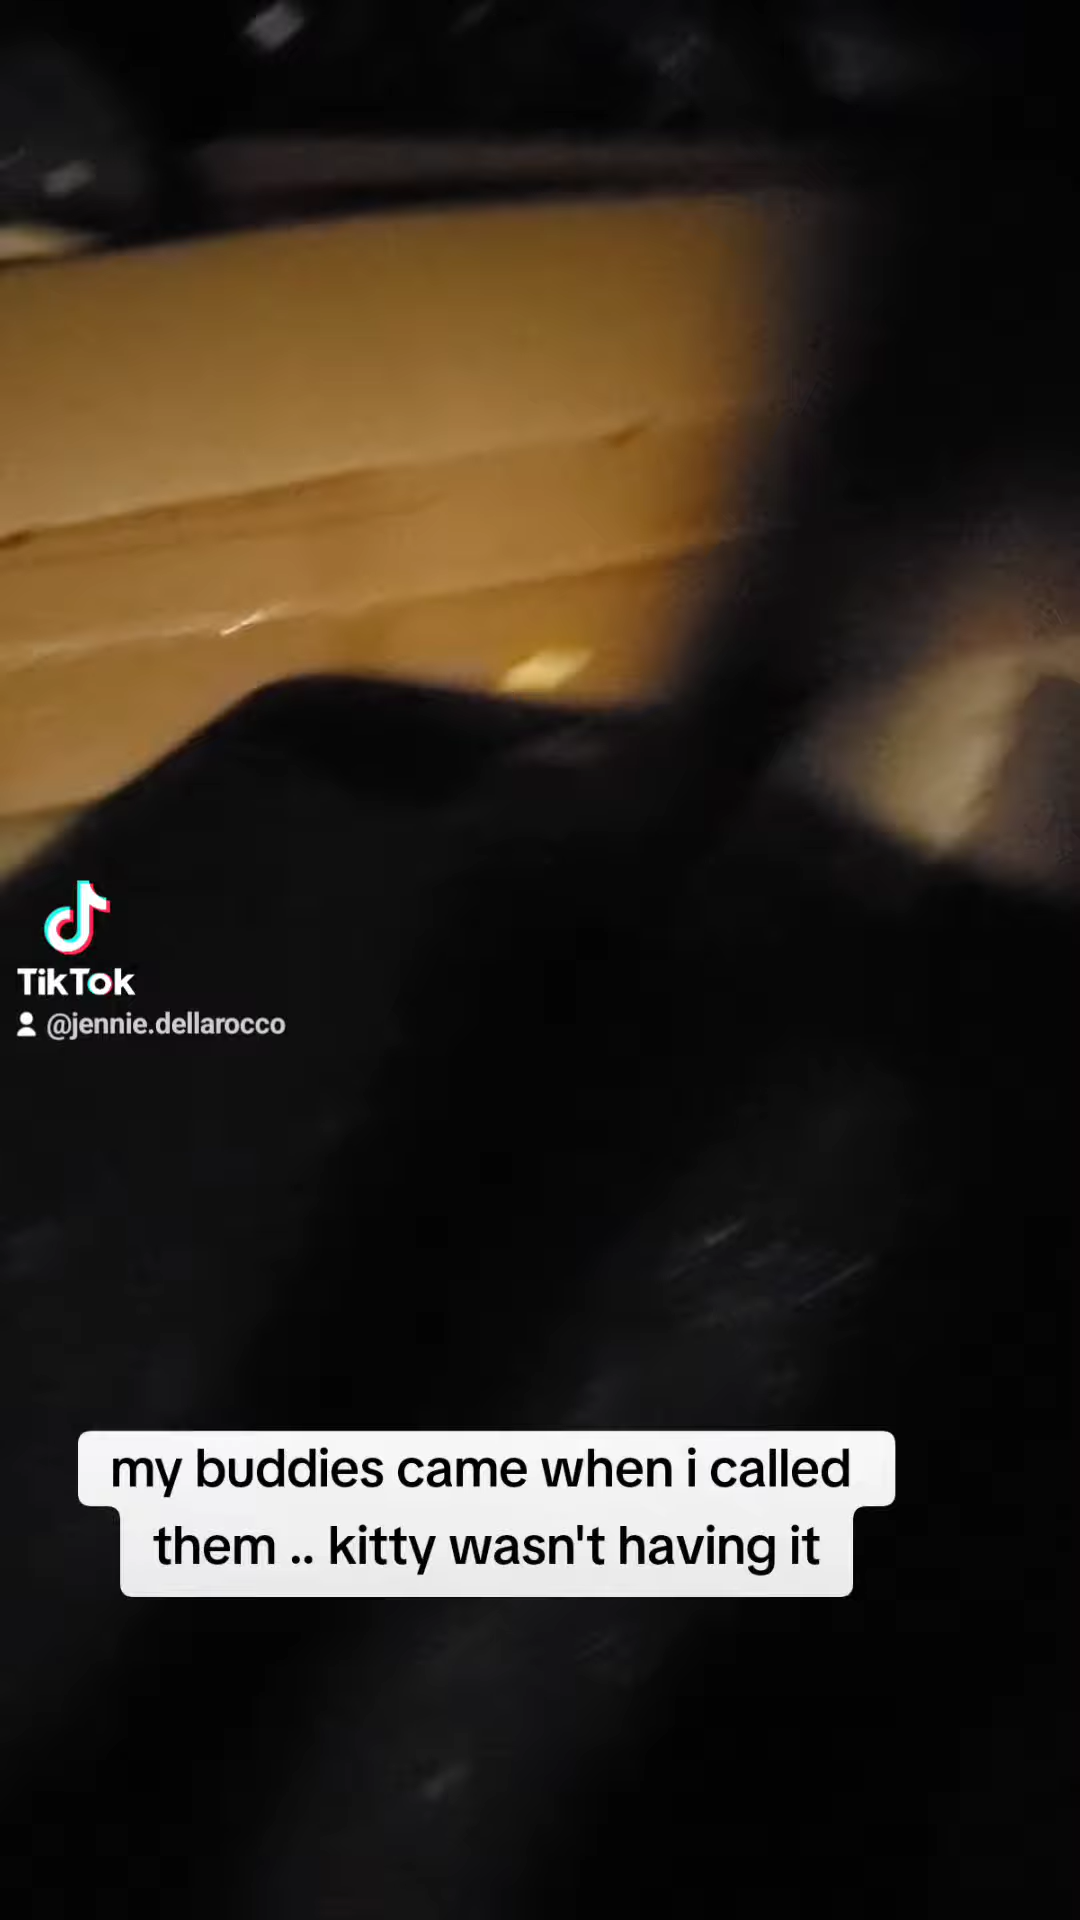 TikTok
@jennie.dellarocco
my buddies came when i called
them .. kitty wasn't having it